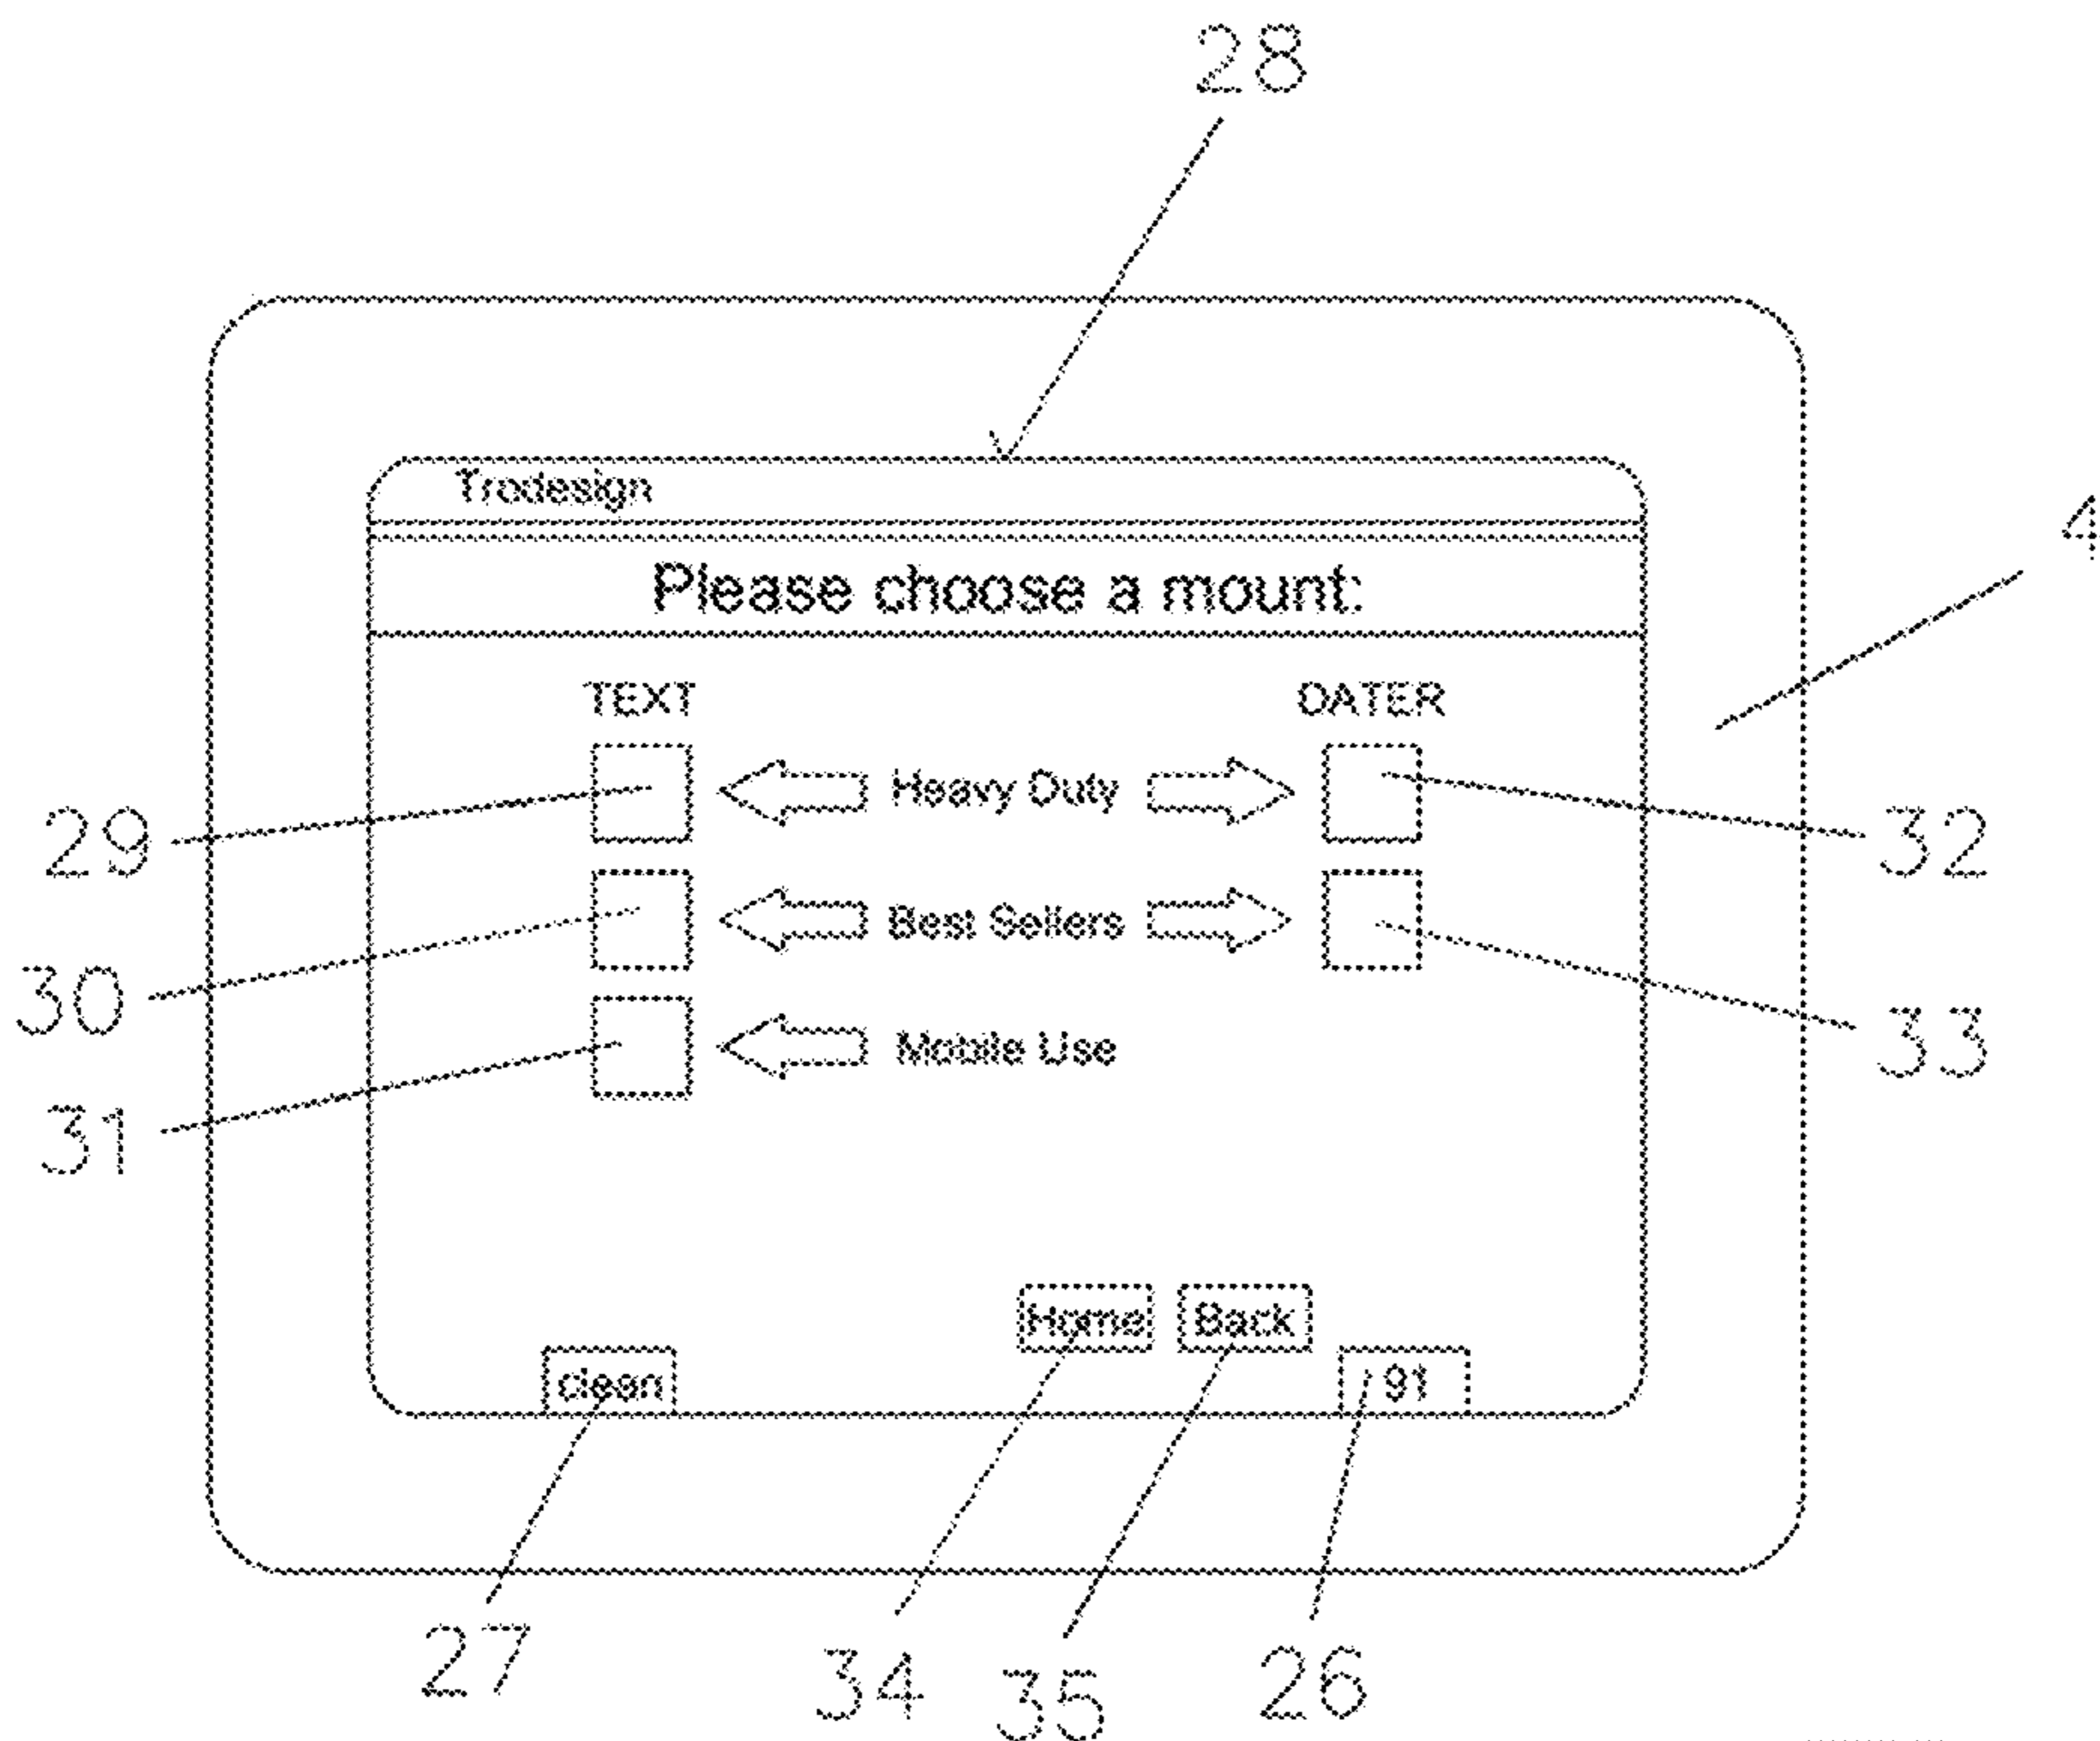 28
Trodesign
4
Please choose a mount:
TEXT DATER
29 Heavy Duty 32
30 Best Sellers 33
31 Mobile Use
Home Back
clean 91
27 34 35 26